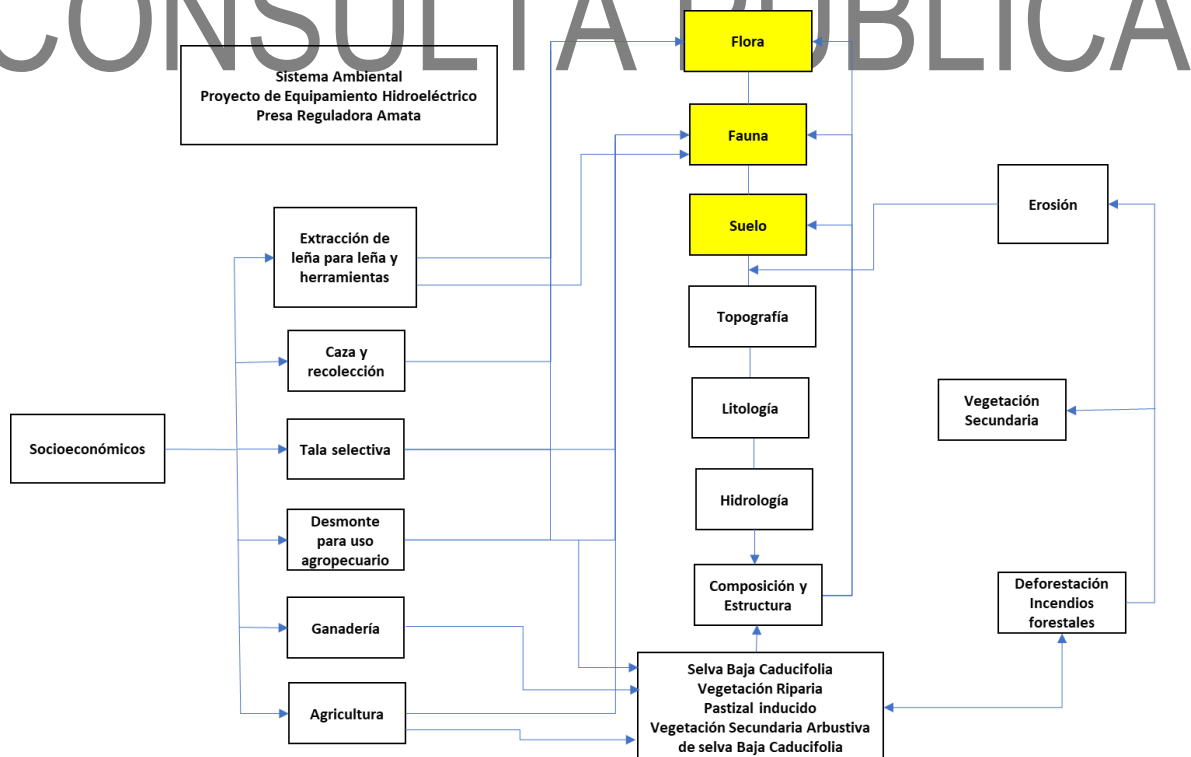 CONSULTA PÚBLICA
Sistema Ambiental
Proyecto de Equipamiento Hidroeléctrico
Presa Reguladora Amata
Flora
Fauna
Suelo
Erosión
Extracción de
leña para leña y
herramientas
Topografía
Caza y
recolección
Litología
Vegetación
Secundaria
Socioeconómicos
Tala selectiva
Hidrología
Desmonte
para uso
agropecuario
Composición y
Estructura
Deforestación
Incendios
forestales
Ganadería
Agricultura
Selva Baja Caducifolia
Vegetación Riparia
Pastizal inducido
Vegetación Secundaria Arbustiva
de selva Baja Caducifolia